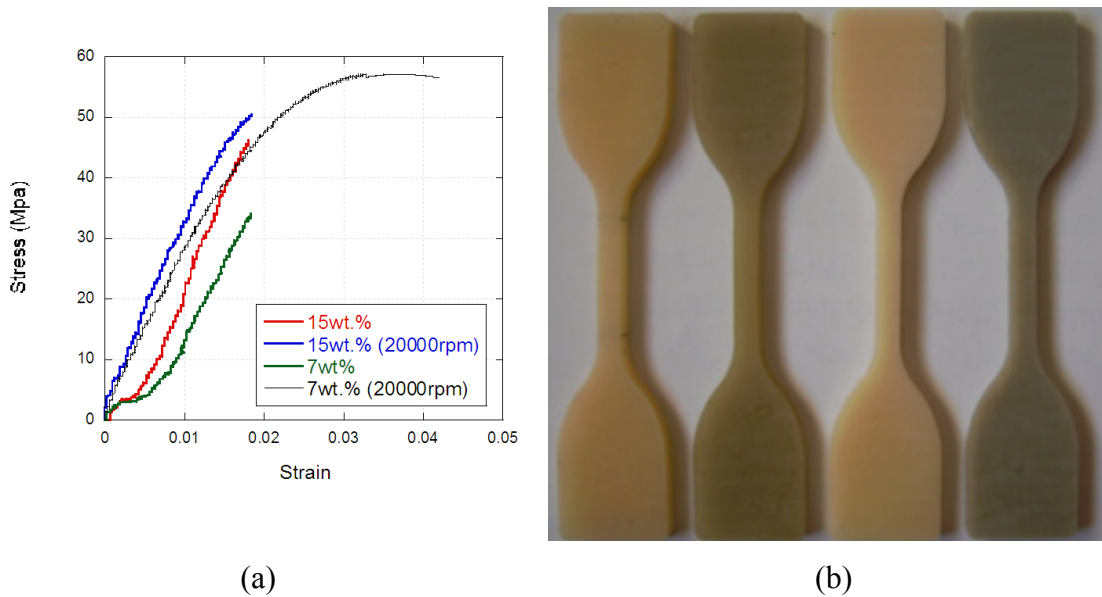 60
50
40
30
20
10
0
Stress (Mpa)
15wt.%
15wt.% (20000rpm)
7wt%
7wt.% (20000rpm)
0 0.01 0.02 0.03 0.04 0.05
Strain
(a) (b)